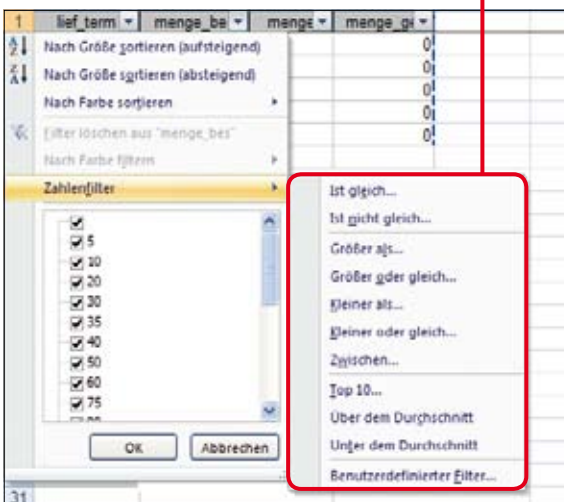 1 lief_term menge_be menge menge_ge
Nach Größe sortieren (aufsteigend)
Nach Größe sortieren (absteigend)
Nach Farbe sortieren
Filter löschen aus "menge_bes"
Nach Farbe filtern
Zahlenfilter
0
0
0
0
0
5
10
20
30
35
40
50
60
75
OK Abbrechen
31
Ist gleich...
Ist nicht gleich...
Größer als...
Größer oder gleich...
Kleiner als...
Kleiner oder gleich...
Zwischen...
Top 10...
Über dem Durchschnitt
Unter dem Durchschnitt
Benutzerdefinierter Filter...